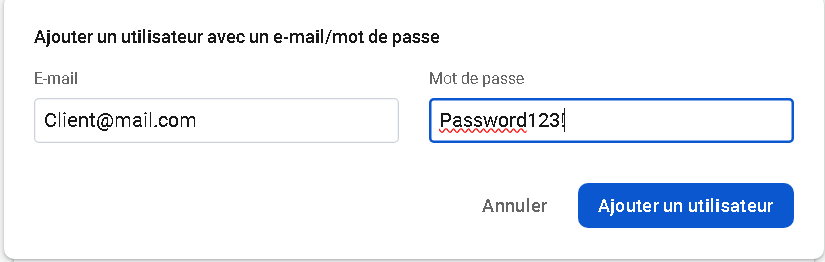 Ajouter un utilisateur avec un e-mail/mot de passe
E-mail
Mot de passe
Client@mail.com
Password123!
Annuler
Ajouter un utilisateur